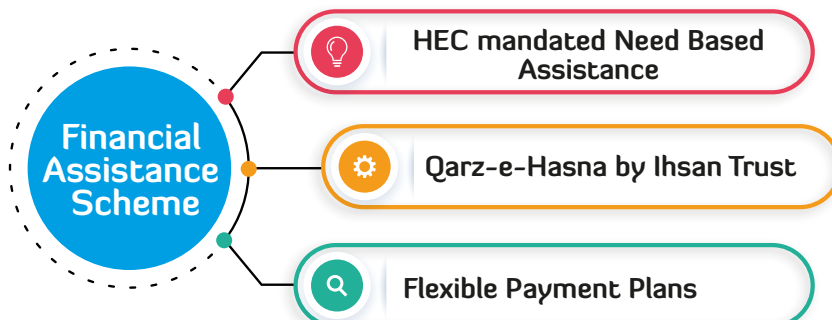 Financial
Assistance
Scheme
HEC mandated Need Based
Assistance
Qarz-e-Hasna by Ihsan Trust
Flexible Payment Plans